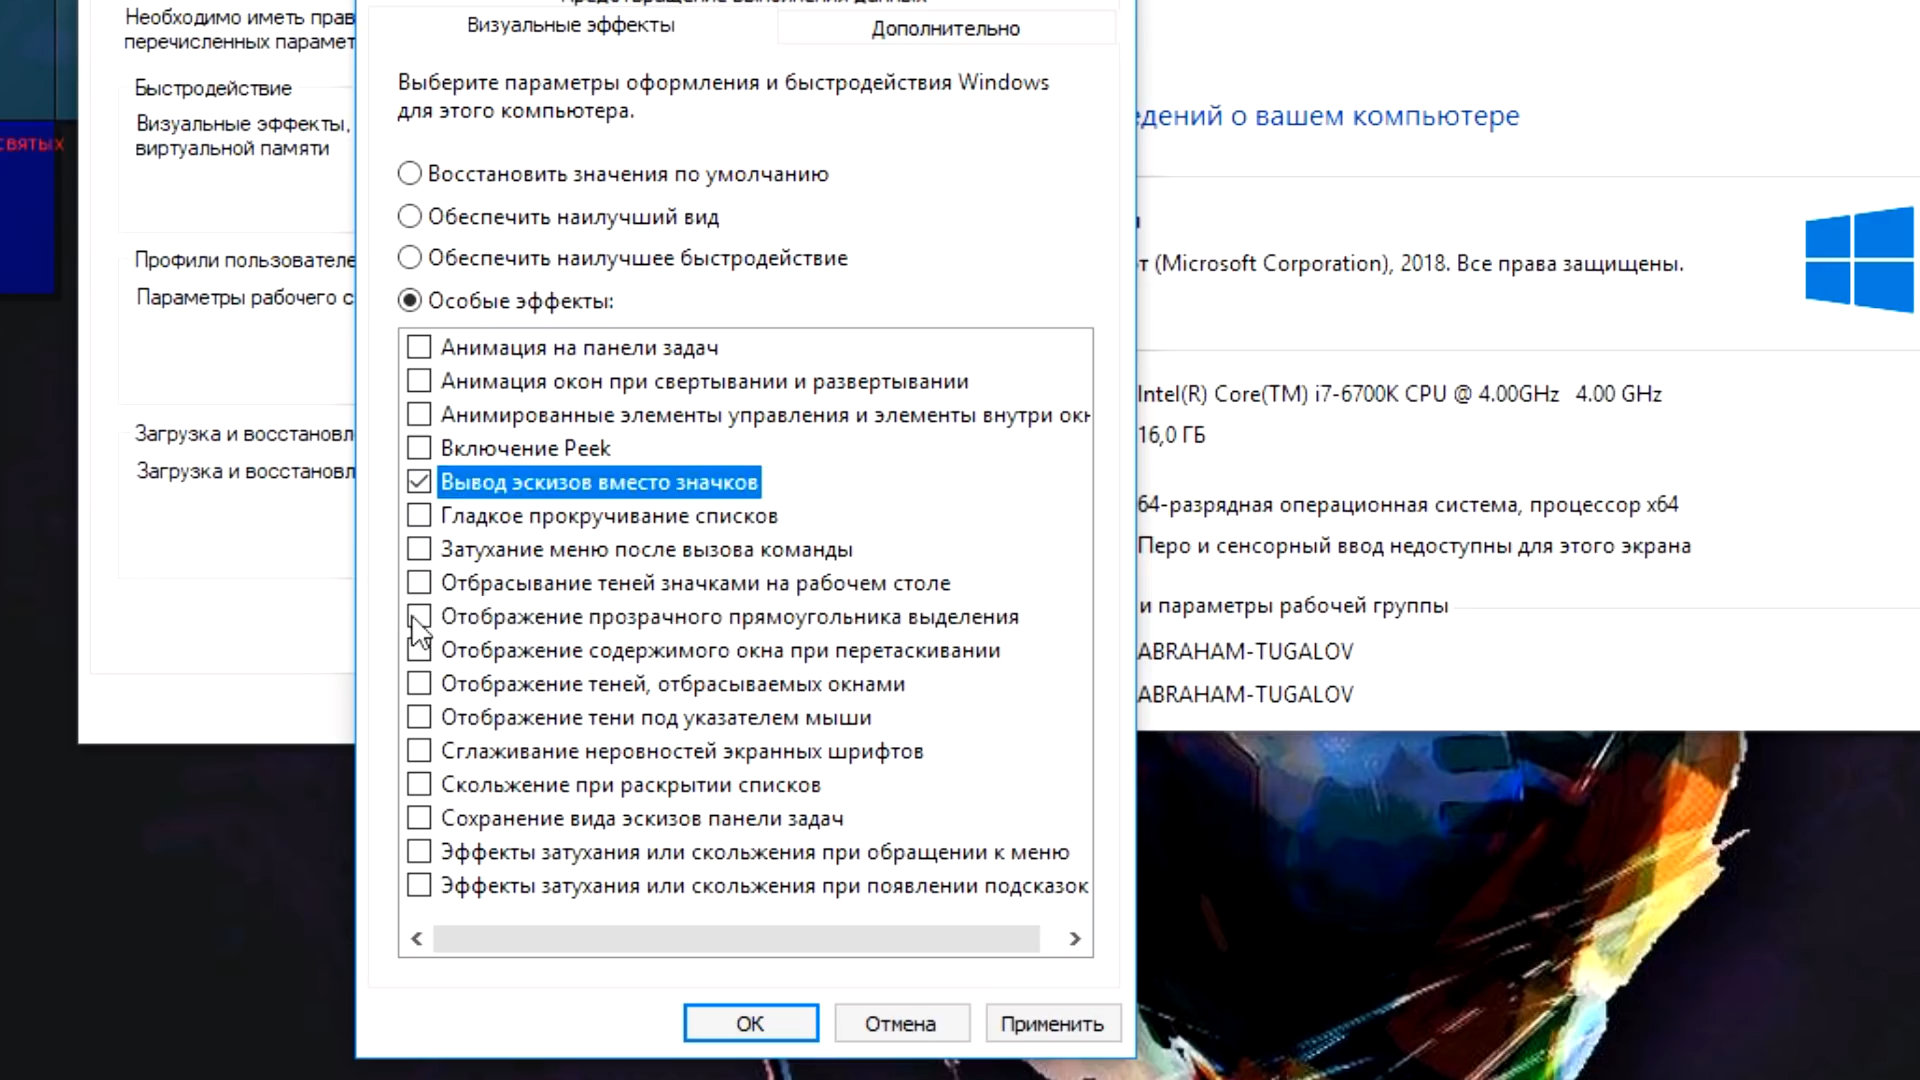 Необходимо иметь прав
перечисленных парамет
Быстродействие
Визуальные эффекты,
виртуальной памяти
Профили пользователе
Параметры рабочего с
Загрузка и восстановл
Загрузка и восстановл
святых
Визуальные эффекты
Дополнительно
Выберите параметры оформления и быстродействия Windows
для этого компьютера.
Восстановить значения по умолчанию
Обеспечить наилучший вид
Обеспечить наилучшее быстродействие
Особые эффекты:
Анимация на панели задач
Анимация окон при свертывании и развертывании
Анимированные элементы управления и элементы внутри окн
Включение Peek
Вывод эскизов вместо значков
Гладкое прокручивание списков
Затухание меню после вызова команды
Отбрасывание теней значками на рабочем столе
Отображение прозрачного прямоугольника выделения
Отображение содержимого окна при перетаскивании
Отображение теней, отбрасываемых окнами
Отображение тени под указателем мыши
Сглаживание неровностей экранных шрифтов
Скольжение при раскрытии списков
Сохранение вида эскизов панели задач
Эффекты затухания или скольжения при обращении к меню
Эффекты затухания или скольжения при появлении подсказок
ОК
Отмена
Применить
едений о вашем компьютере
т (Microsoft Corporation), 2018. Все права защищены.
Intel(R) Core(TM) i7-6700K CPU @ 4.00GHz 4.00 GHz
16,0 ГБ
64-разрядная операционная система, процессор x64
Перо и сенсорный ввод недоступны для этого экрана
и параметры рабочей группы
ABRAHAM-TUGALOV
ABRAHAM-TUGALOV